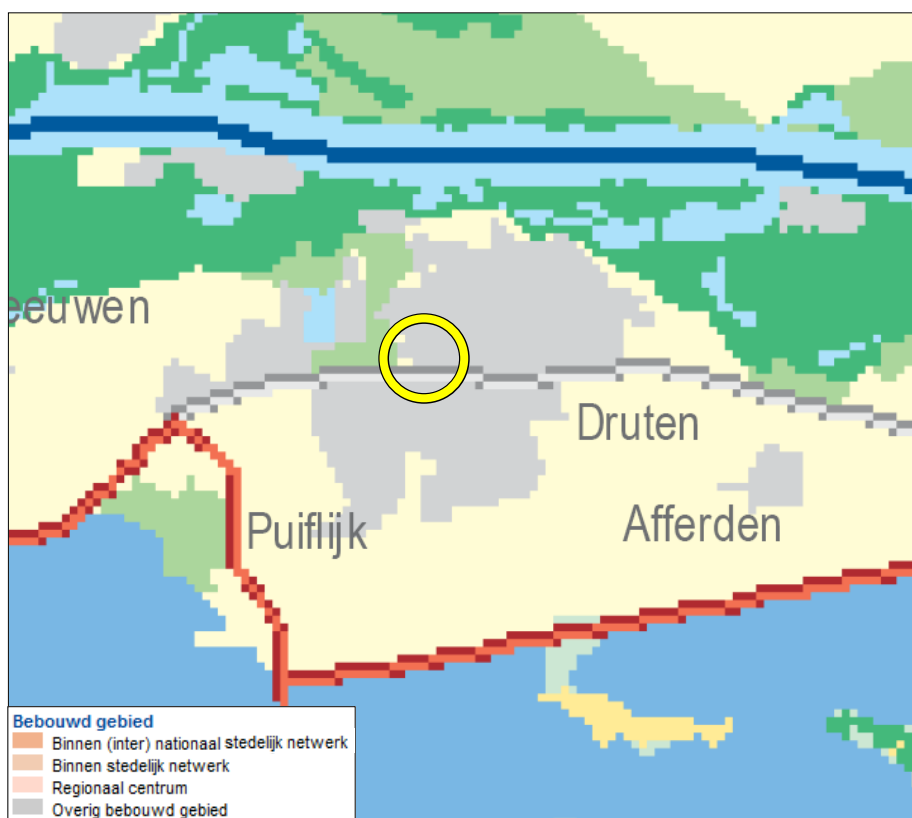 eeuwen
Druten
Puiflijk
Afferden
Bebouwd gebied
Binnen (inter) nationaal stedelijk netwerk
Binnen stedelijk netwerk
Regionaal centrum
Overig bebouwd gebied